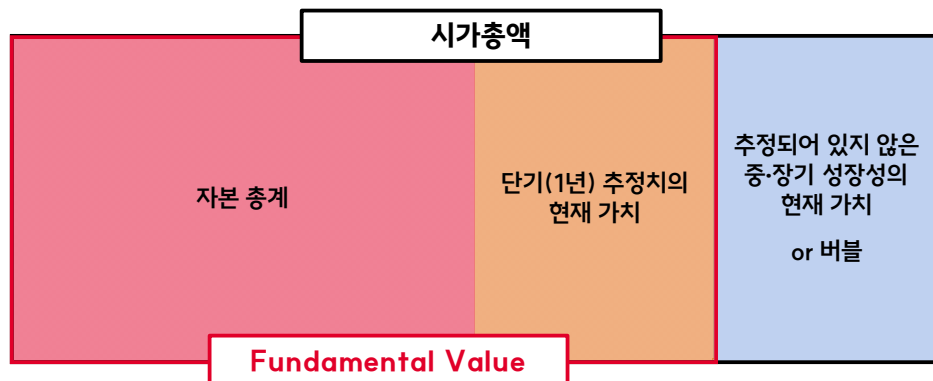 시가총액
자본 총계
단기(1년) 추정치의
현재 가치
추정되어 있지 않은
중·장기 성장성의
현재 가치
or 버블
Fundamental Value